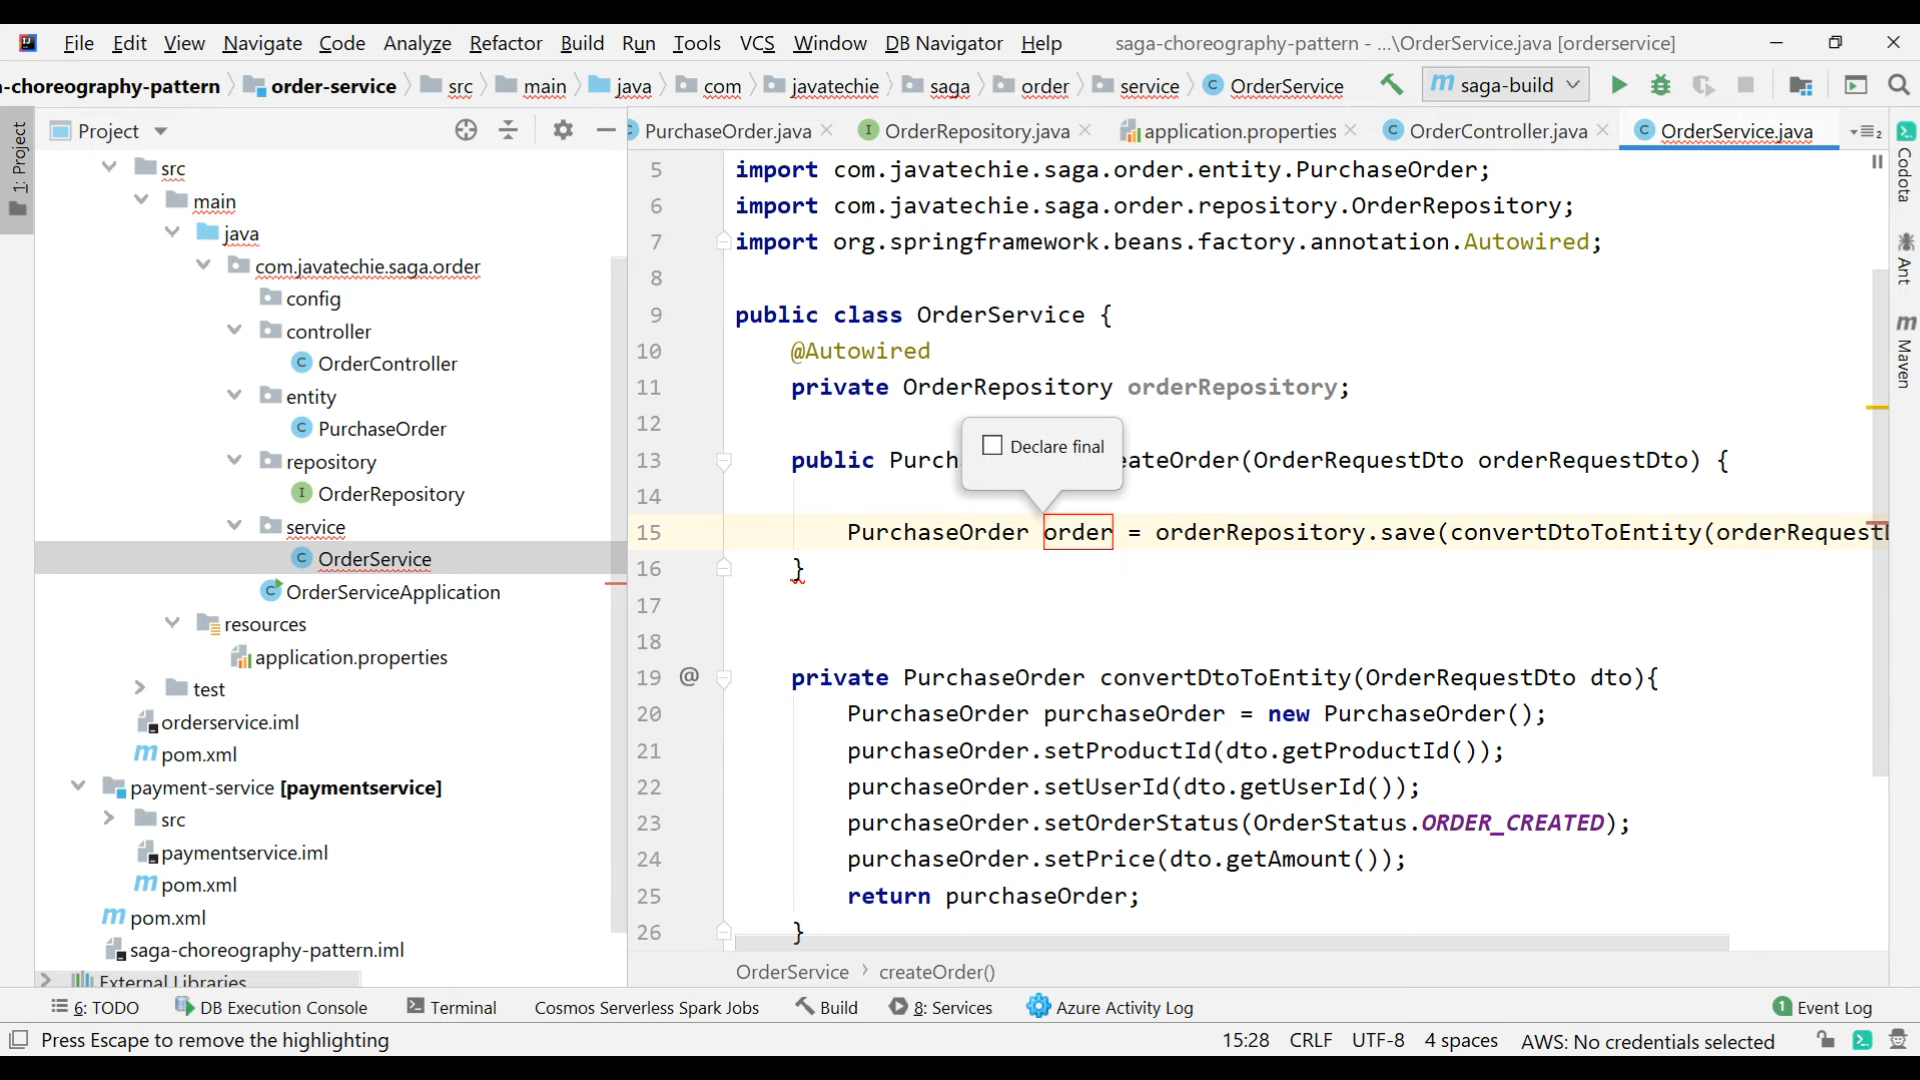 File Edit View Navigate Code Analyze Refactor Build Run Tools VCS Window DB Navigator Help saga-choreography-pattern - ...\OrderService.java [orderservice]
-choreography-pattern order-service src main java com javatechie saga order service OrderService saga-build
1: Project
Project
PurchaseOrder.java OrderRepository.java application.properties OrderController.java OrderService.java
src
main
java
com.javatechie.saga.order
config
controller
OrderController
entity
PurchaseOrder
repository
OrderRepository
service
OrderService
OrderServiceApplication
resources
application.properties
test
orderservice.iml
pom.xml
payment-service [paymentservice]
src
paymentservice.iml
pom.xml
pom.xml
saga-choreography-pattern.iml
External Libraries
5 import com.javatechie.saga.order.entity.PurchaseOrder;
6 import com.javatechie.saga.order.repository.OrderRepository;
7 import org.springframework.beans.factory.annotation.Autowired;
8
9 public class OrderService {
10 @Autowired
11 private OrderRepository orderRepository;
12
Declare final
13 public Purch eateOrder(OrderRequestDto orderRequestDto) {
14
15 PurchaseOrder order = orderRepository.save(convertDtoToEntity(orderRequestD
16 }
17
18
19 @ private PurchaseOrder convertDtoToEntity(OrderRequestDto dto){
20 PurchaseOrder purchaseOrder = new PurchaseOrder();
21 purchaseOrder.setProductId(dto.getProductId());
22 purchaseOrder.setUserId(dto.getUserId());
23 purchaseOrder.setOrderStatus(OrderStatus.ORDER_CREATED);
24 purchaseOrder.setPrice(dto.getAmount());
25 return purchaseOrder;
26 }
OrderService createOrder()
Codota
Ant
Maven
6: TODO DB Execution Console Terminal Cosmos Serverless Spark Jobs Build 8: Services Azure Activity Log 1 Event Log
Press Escape to remove the highlighting 15:28 CRLF UTF-8 4 spaces AWS: No credentials selected